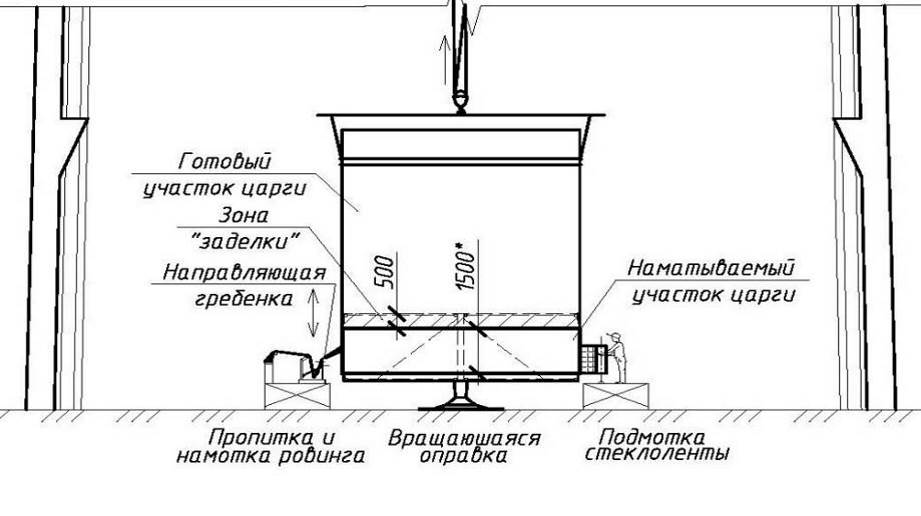 Готовый
участок царги
Зона
"заделки"
Направляющая
гребенка
500
1500*
Наматываемый
участок царги
Пропитка и
намотка ровинга
Вращающаяся
оправка
Подмотка
стеклоленты